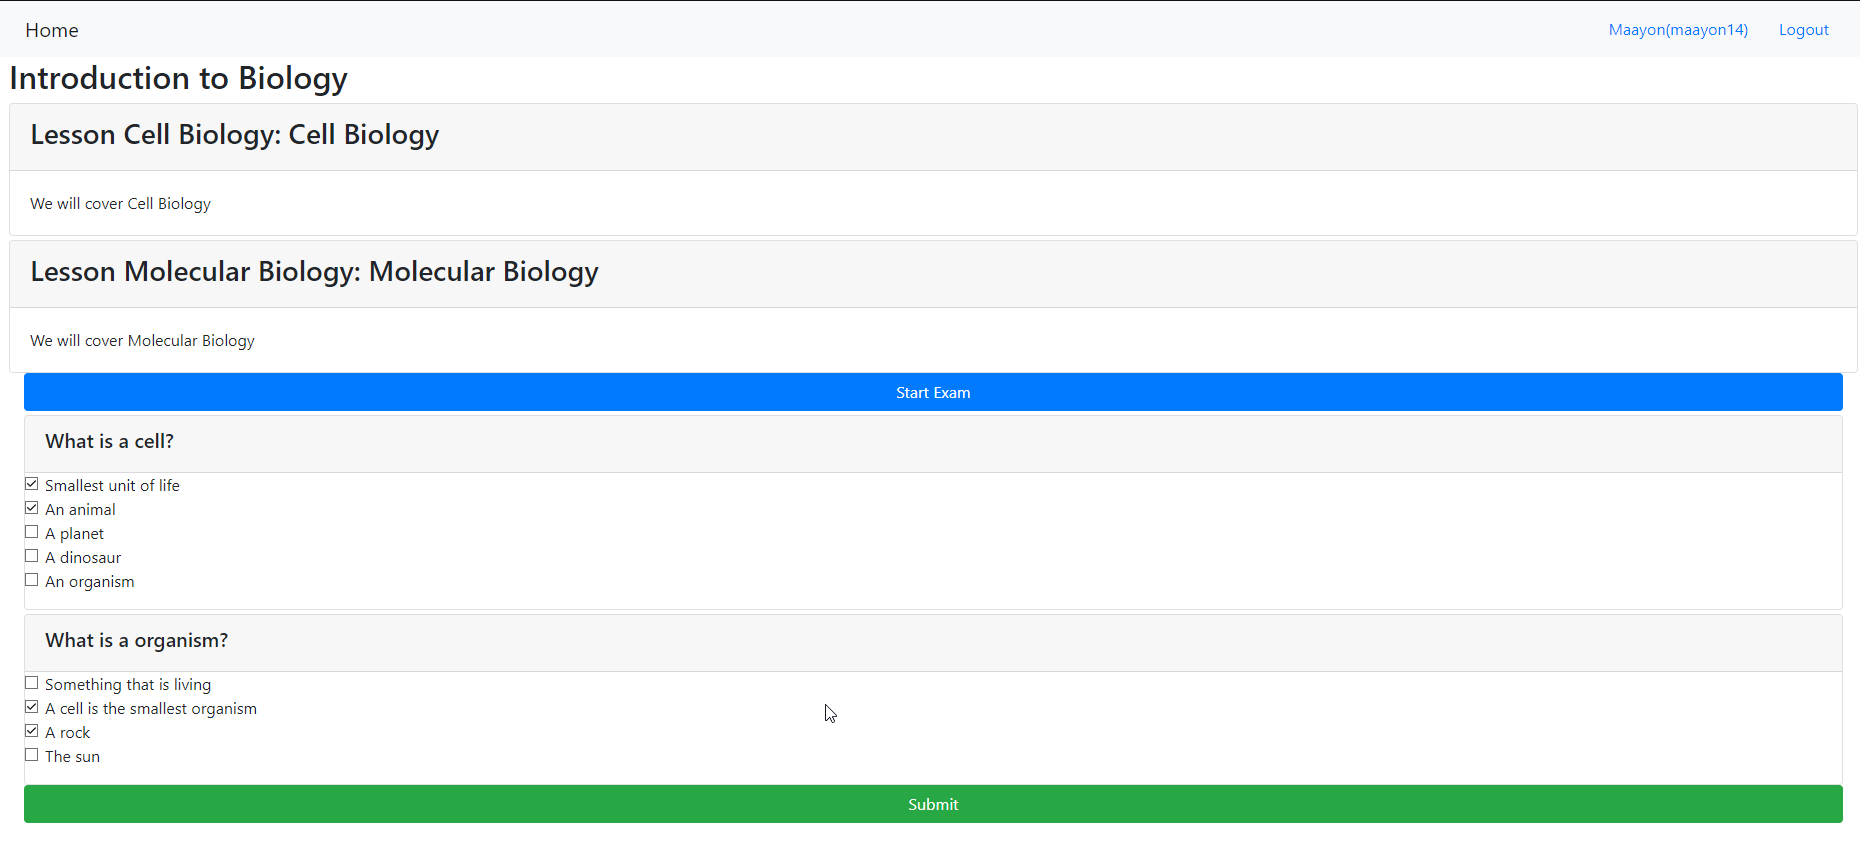 Home
Maayon(maayon14) Logout
Introduction to Biology
Lesson Cell Biology: Cell Biology
We will cover Cell Biology
Lesson Molecular Biology: Molecular Biology
We will cover Molecular Biology
Start Exam
What is a cell?
Smallest unit of life
An animal
A planet
A dinosaur
An organism
What is a organism?
Something that is living
A cell is the smallest organism
A rock
The sun
Submit